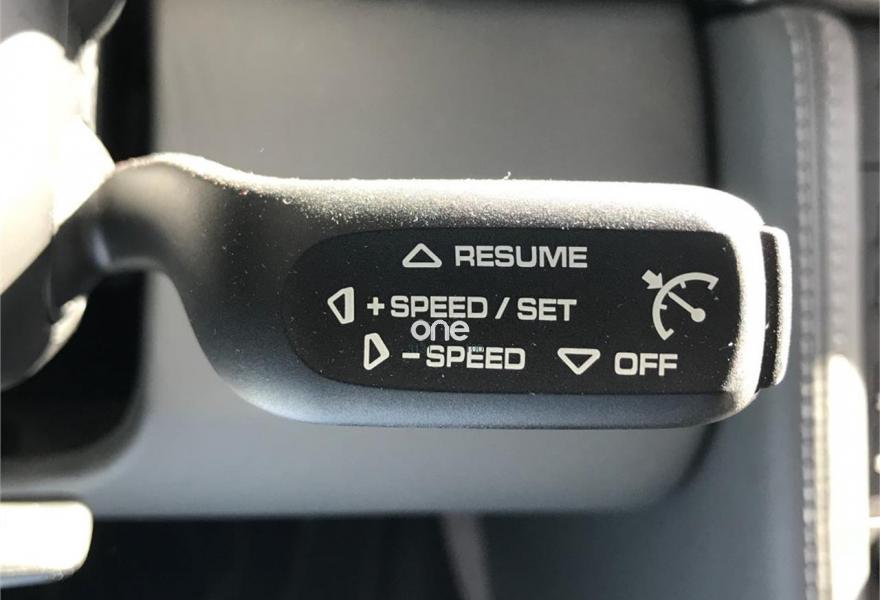 RESUME
+ SPEED / SET
one
– SPEED OFF